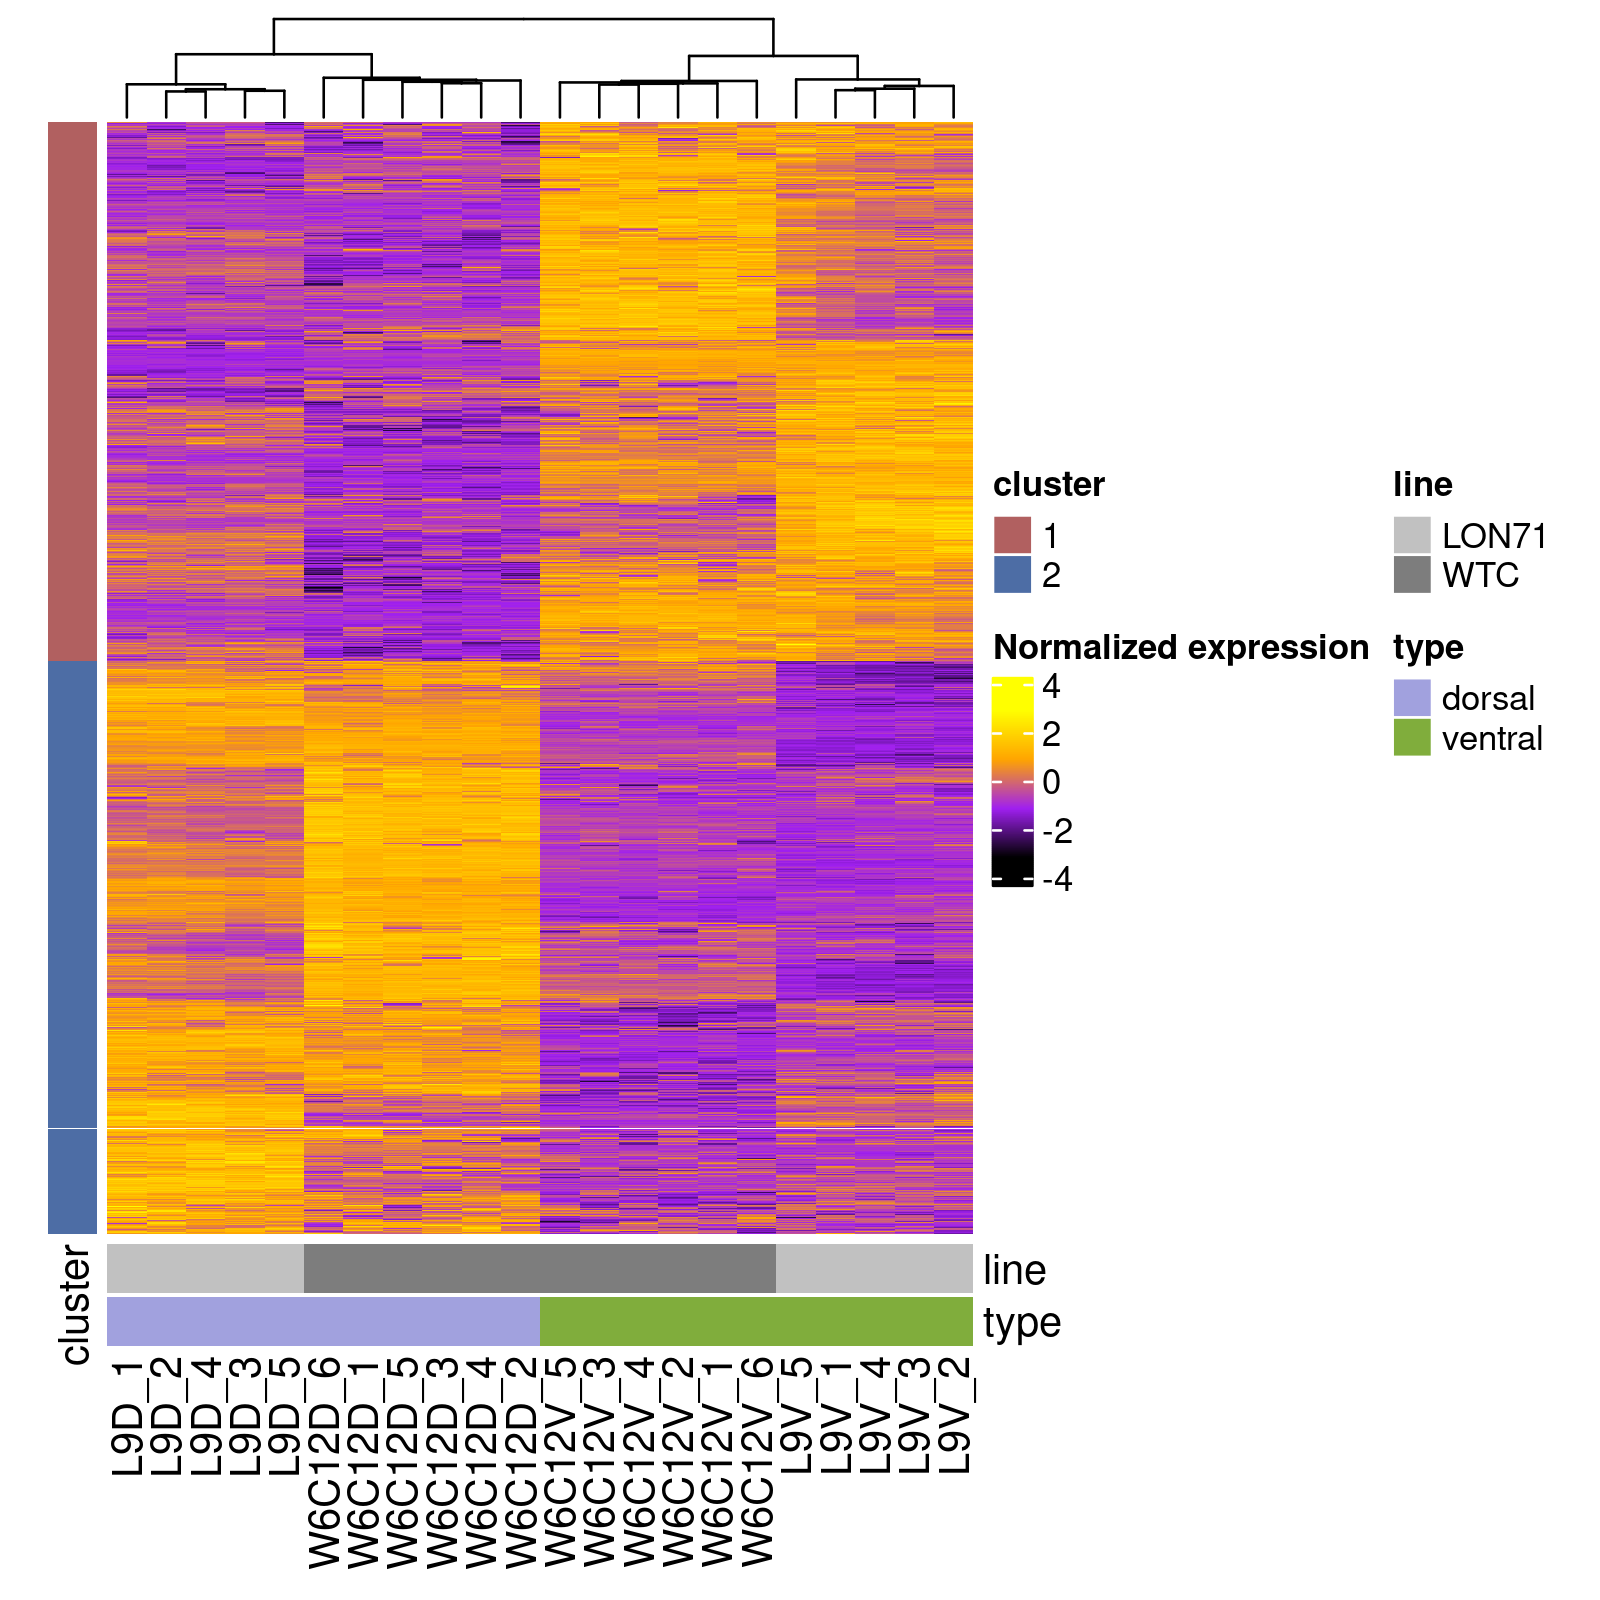 cluster
1
2
line
LON71
WTC
Normalized expression
4
2
0
-2
-4
type
dorsal
ventral
cluster
line
type
L9D_1
L9D_2
L9D_4
L9D_3
L9D_5
W6C12D_6
W6C12D_1
W6C12D_5
W6C12D_3
W6C12D_4
W6C12D_2
W6C12V_5
W6C12V_3
W6C12V_4
W6C12V_2
W6C12V_1
W6C12V_6
L9V_5
L9V_1
L9V_4
L9V_3
L9V_2